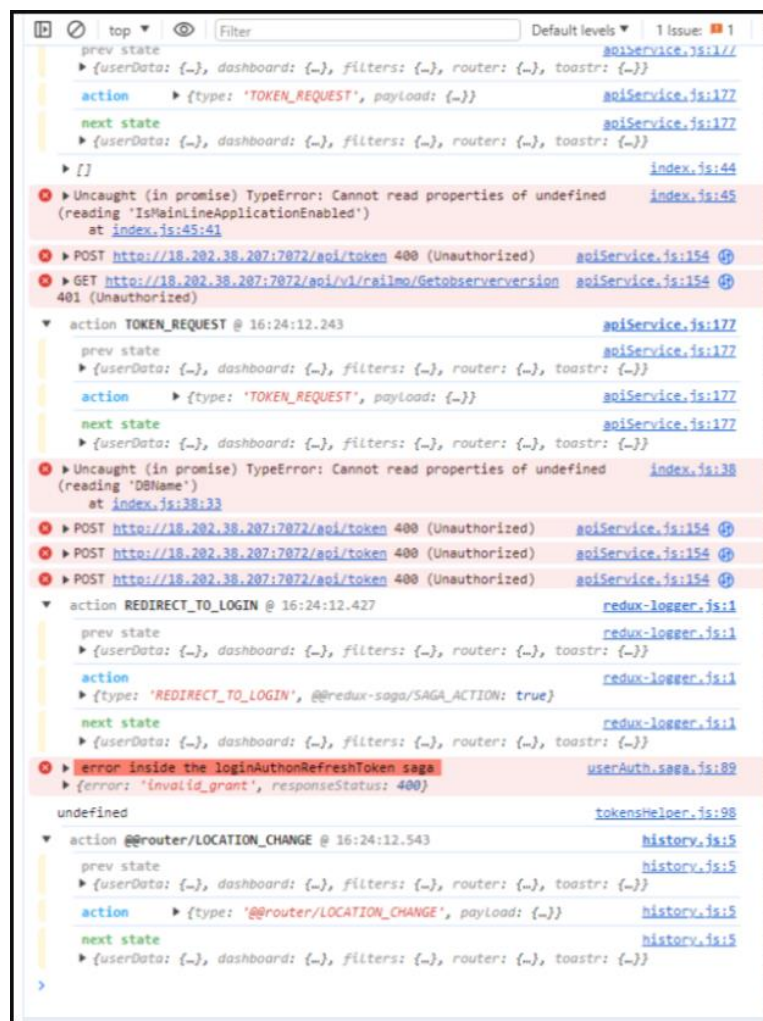 top ▼ Filter Default levels ▼ 1 Issue: 1
prev state apiService.js:177
▶ {userData: {…}, dashboard: {…}, filters: {…}, router: {…}, toastr: {…}}
action ▶ {type: 'TOKEN_REQUEST', payload: {…}} apiService.js:177
next state apiService.js:177
▶ {userData: {…}, dashboard: {…}, filters: {…}, router: {…}, toastr: {…}}
▶ [] index.js:44
▶ Uncaught (in promise) TypeError: Cannot read properties of undefined index.js:45
(reading 'IsMainLineApplicationEnabled')
at index.js:45:41
▶ POST http://18.202.38.207:7072/api/token 400 (Unauthorized) apiService.js:154
▶ GET http://18.202.38.207:7072/api/v1/railmo/Getobserverversion apiService.js:154
401 (Unauthorized)
▼ action TOKEN_REQUEST @ 16:24:12.243 apiService.js:177
prev state apiService.js:177
▶ {userData: {…}, dashboard: {…}, filters: {…}, router: {…}, toastr: {…}}
action ▶ {type: 'TOKEN_REQUEST', payload: {…}} apiService.js:177
next state apiService.js:177
▶ {userData: {…}, dashboard: {…}, filters: {…}, router: {…}, toastr: {…}}
▶ Uncaught (in promise) TypeError: Cannot read properties of undefined index.js:38
(reading 'DBName')
at index.js:38:33
▶ POST http://18.202.38.207:7072/api/token 400 (Unauthorized) apiService.js:154
▶ POST http://18.202.38.207:7072/api/token 400 (Unauthorized) apiService.js:154
▶ POST http://18.202.38.207:7072/api/token 400 (Unauthorized) apiService.js:154
▼ action REDIRECT_TO_LOGIN @ 16:24:12.427 redux-logger.js:1
prev state redux-logger.js:1
▶ {userData: {…}, dashboard: {…}, filters: {…}, router: {…}, toastr: {…}}
action redux-logger.js:1
▶ {type: 'REDIRECT_TO_LOGIN', @@redux-saga/SAGA_ACTION: true}
next state redux-logger.js:1
▶ {userData: {…}, dashboard: {…}, filters: {…}, router: {…}, toastr: {…}}
▶ error inside the loginAuthonRefreshToken saga userAuth.saga.js:89
▶ {error: 'invalid_grant', responseStatus: 400}
undefined tokensHelper.js:98
▼ action @@router/LOCATION_CHANGE @ 16:24:12.543 history.js:5
prev state history.js:5
▶ {userData: {…}, dashboard: {…}, filters: {…}, router: {…}, toastr: {…}}
action ▶ {type: '@@router/LOCATION_CHANGE', payload: {…}} history.js:5
next state history.js:5
▶ {userData: {…}, dashboard: {…}, filters: {…}, router: {…}, toastr: {…}}